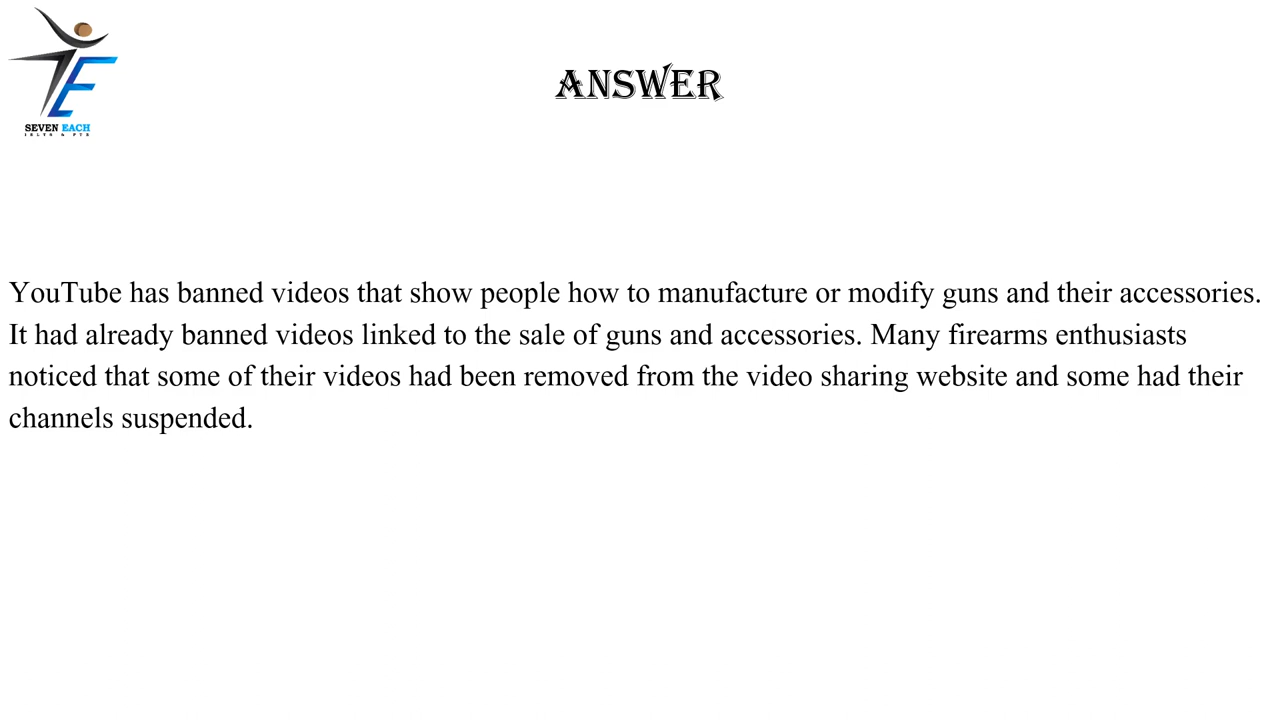 ANSWER
SEVEN EACH
IELTS & PTE
YouTube has banned videos that show people how to manufacture or modify guns and their accessories.
It had already banned videos linked to the sale of guns and accessories. Many firearms enthusiasts
noticed that some of their videos had been removed from the video sharing website and some had their
channels suspended.